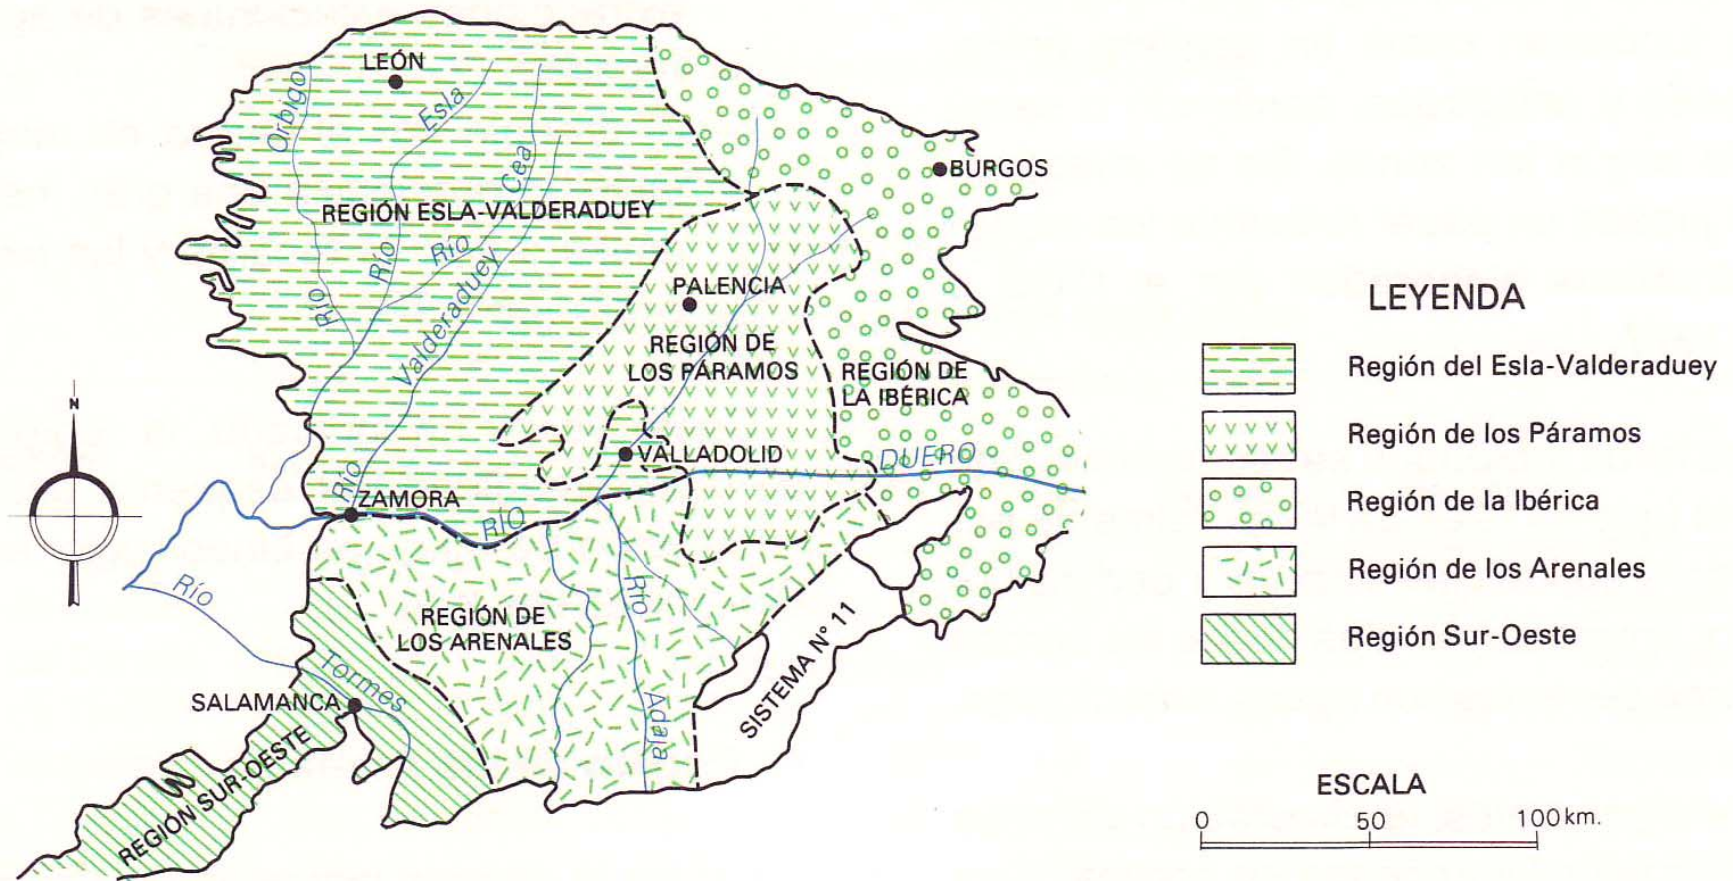 LEÓN
Orbigo
Esla
Cea
BURGOS
REGIÓN ESLA-VALDERADUEY
Río
Río
Río
Valderaduey
PALENCIA
REGIÓN DE
LOS PÁRAMOS
REGIÓN DE
LA IBÉRICA
N
VALLADOLID
DUERO
Río
ZAMORA
RÍO
Río
Río
REGIÓN DE
LOS ARENALES
Tormes
SALAMANCA
Adaja
SISTEMA N° 11
REGIÓN SUR-OESTE
LEYENDA
Región del Esla-Valderaduey
Región de los Páramos
Región de la Ibérica
Región de los Arenales
Región Sur-Oeste
ESCALA
0 50 100 km.